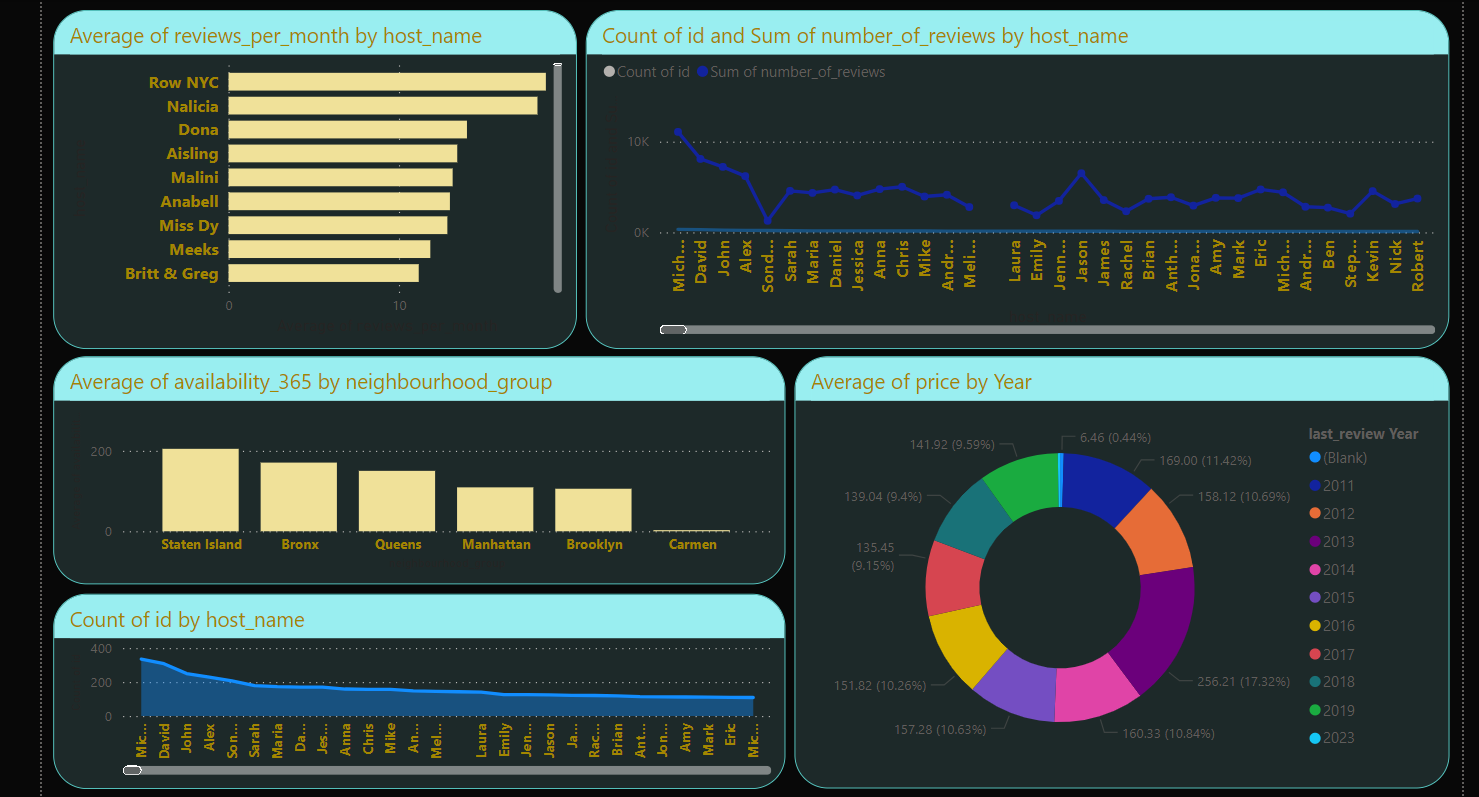 Average of reviews_per_month by host_name
Row NYC
Nalicia
Dona
Aisling
Malini
Anabell
Miss Dy
Meeks
Britt & Greg
0
10
Count of id and Sum of number_of_reviews by host_name
Count of id
Sum of number_of_reviews
10K
0K
Mich...
David
John
Alex
Sond...
Sarah
Maria
Daniel
Jessica
Anna
Chris
Mike
Andr...
Meli...
Laura
Emily
Jenn...
Jason
James
Rachel
Brian
Anth...
Jona...
Amy
Mark
Eric
Mich...
Andr...
Ben
Step...
Kevin
Nick
Robert
Average of availability_365 by neighbourhood_group
200
0
Staten Island
Bronx
Queens
Manhattan
Brooklyn
Carmen
Count of id by host_name
400
200
0
Mic...
David
John
Alex
Son...
Sarah
Maria
Da...
Jes...
Anna
Chris
Mike
An...
Mel...
Laura
Emily
Jen...
Jason
Ja...
Rac...
Brian
Ant...
Jon...
Amy
Mark
Eric
Mic...
Average of price by Year
6.46 (0.44%)
169.00 (11.42%)
158.12 (10.69%)
256.21 (17.32%)
160.33 (10.84%)
157.28 (10.63%)
151.82 (10.26%)
135.45
(9.15%)
139.04 (9.4%)
141.92 (9.59%)
last_review Year
(Blank)
2011
2012
2013
2014
2015
2016
2017
2018
2019
2023